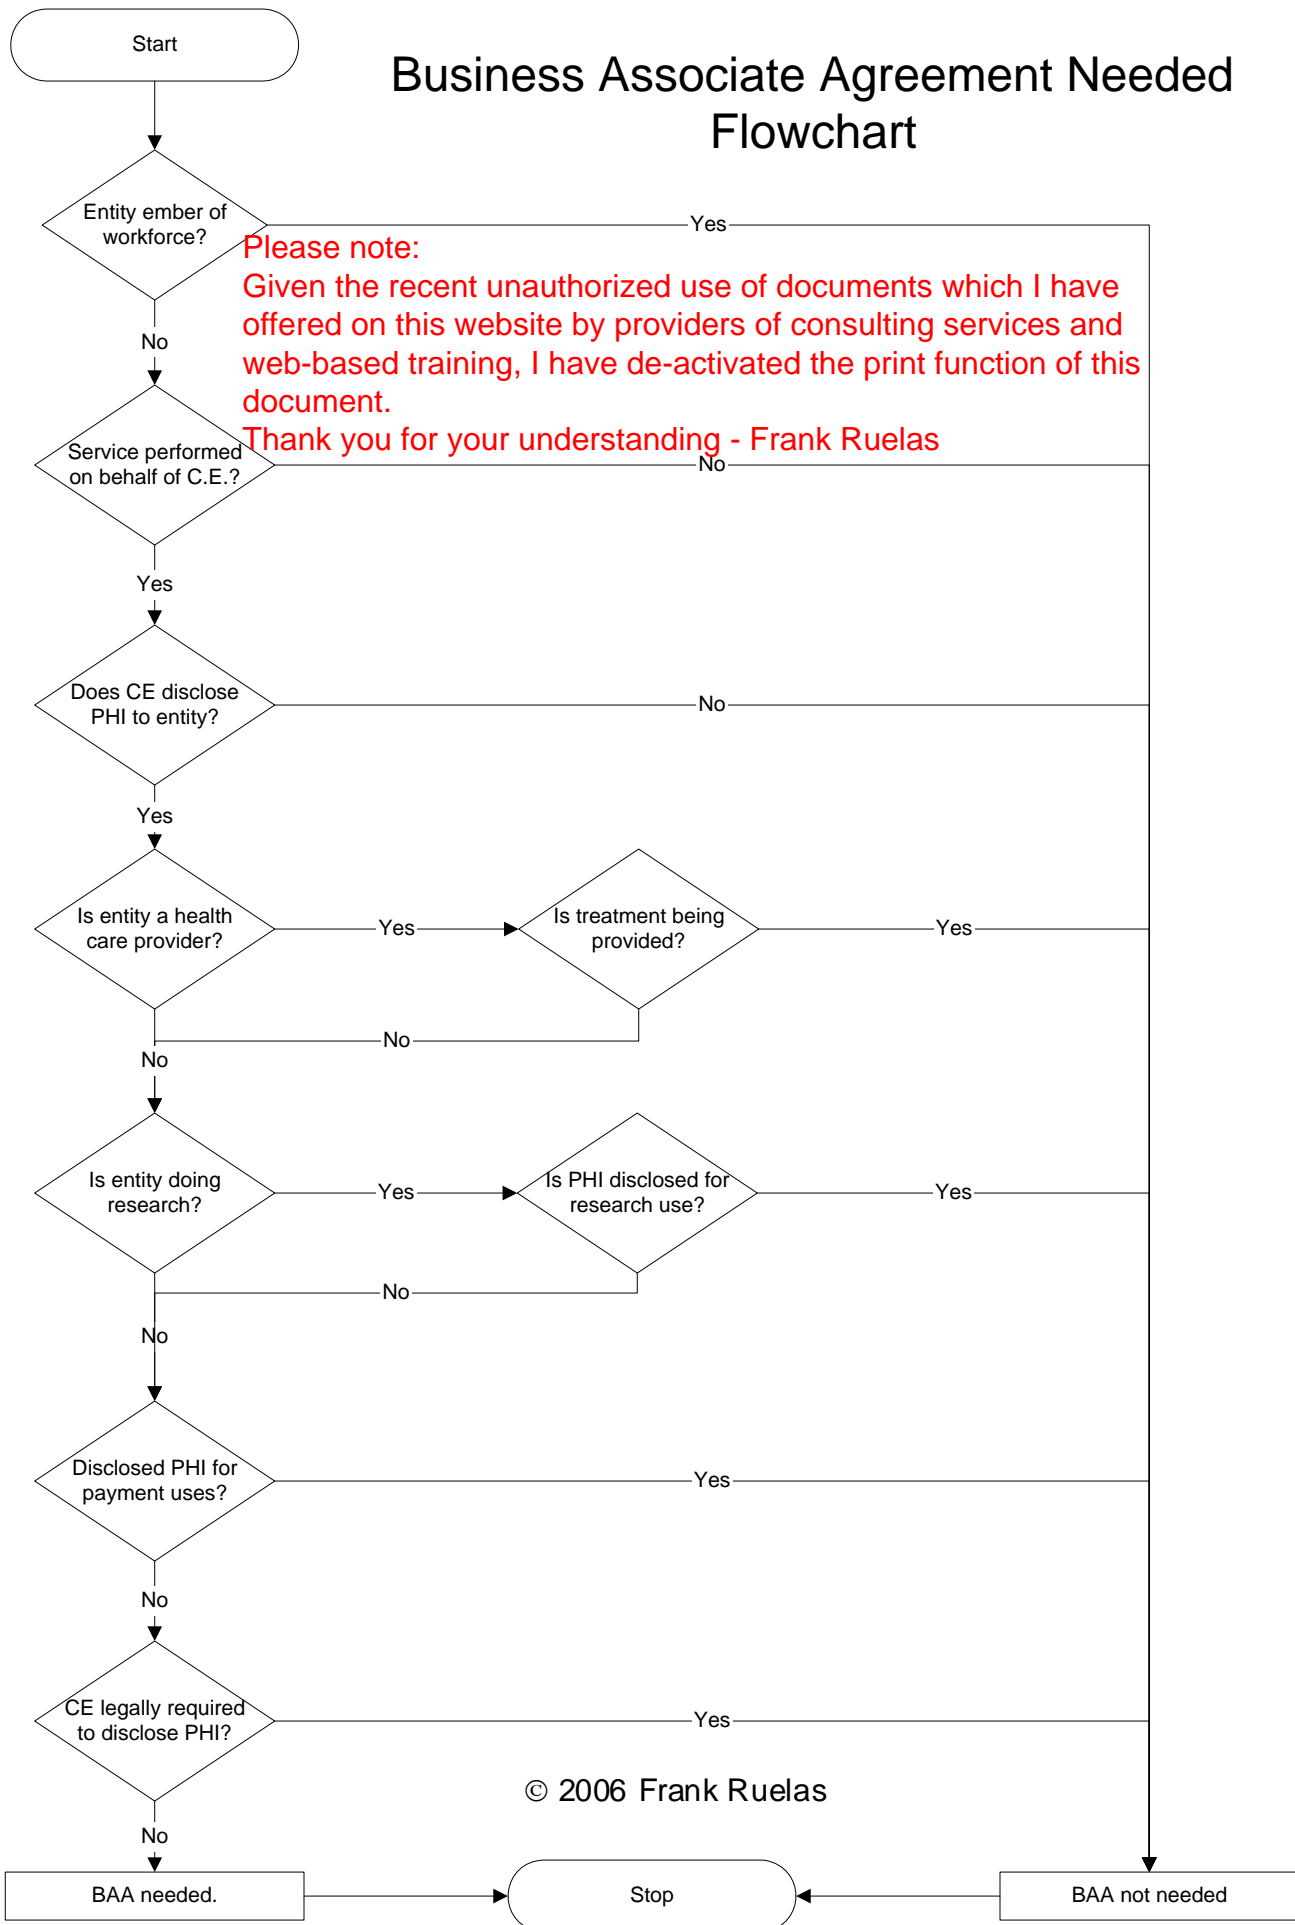 Start
Business Associate Agreement Needed
Flowchart
Entity ember of
workforce?
Yes
Please note:
Given the recent unauthorized use of documents which I have
offered on this website by providers of consulting services and
web-based training, I have de-activated the print function of this
document.
Thank you for your understanding - Frank Ruelas
No
Service performed
on behalf of C.E.?
No
Yes
Does CE disclose
PHI to entity?
No
Yes
Is entity a health
care provider?
Yes
Is treatment being
provided?
Yes
No
No
Is entity doing
research?
Yes
Is PHI disclosed for
research use?
Yes
No
No
Disclosed PHI for
payment uses?
Yes
No
CE legally required
to disclose PHI?
Yes
© 2006 Frank Ruelas
No
BAA needed.
Stop
BAA not needed